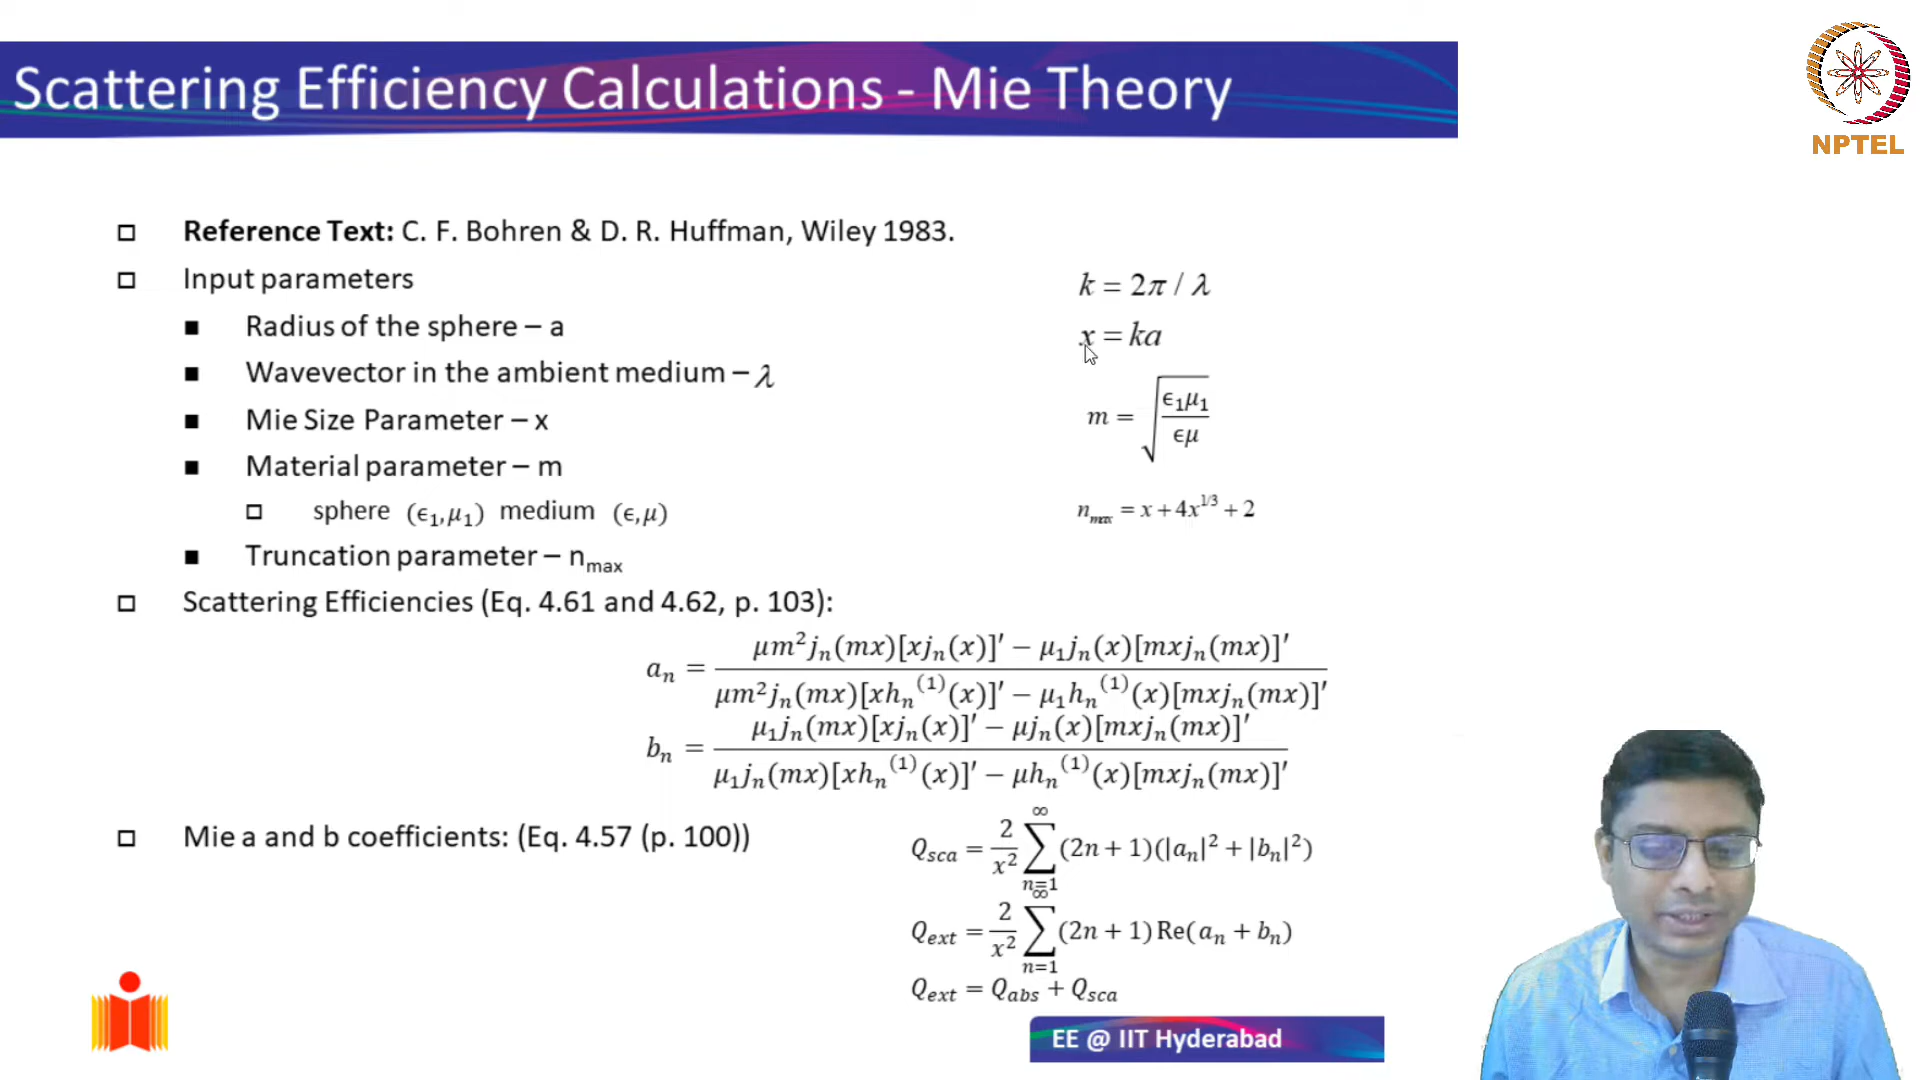 Scattering Efficiency Calculations - Mie Theory
NPTEL
Reference Text: C. F. Bohren & D. R. Huffman, Wiley 1983.
Input parameters
k = 2π / λ
Radius of the sphere – a
x = ka
Wavevector in the ambient medium – λ
Mie Size Parameter – x
m = √(ϵ₁μ₁ / ϵμ)
Material parameter – m
sphere (ϵ₁,μ₁) medium (ϵ,μ)
n_max = x + 4x^{1/3} + 2
Truncation parameter – n_max
Scattering Efficiencies (Eq. 4.61 and 4.62, p. 103):
a_n = (μm²j_n(mx)[xj_n(x)]′ − μ₁j_n(x)[mxj_n(mx)]′) / (μm²j_n(mx)[xh_n^{(1)}(x)]′ − μ₁h_n^{(1)}(x)[mxj_n(mx)]′)
b_n = (μ₁j_n(mx)[xj_n(x)]′ − μj_n(x)[mxj_n(mx)]′) / (μ₁j_n(mx)[xh_n^{(1)}(x)]′ − μh_n^{(1)}(x)[mxj_n(mx)]′)
Mie a and b coefficients: (Eq. 4.57 (p. 100))
Q_sca = 2/x² ∑_{n=1}^{∞} (2n + 1)(|a_n|² + |b_n|²)
Q_ext = 2/x² ∑_{n=1}^{∞} (2n + 1) Re(a_n + b_n)
Q_ext = Q_abs + Q_sca
EE @ IIT Hyderabad